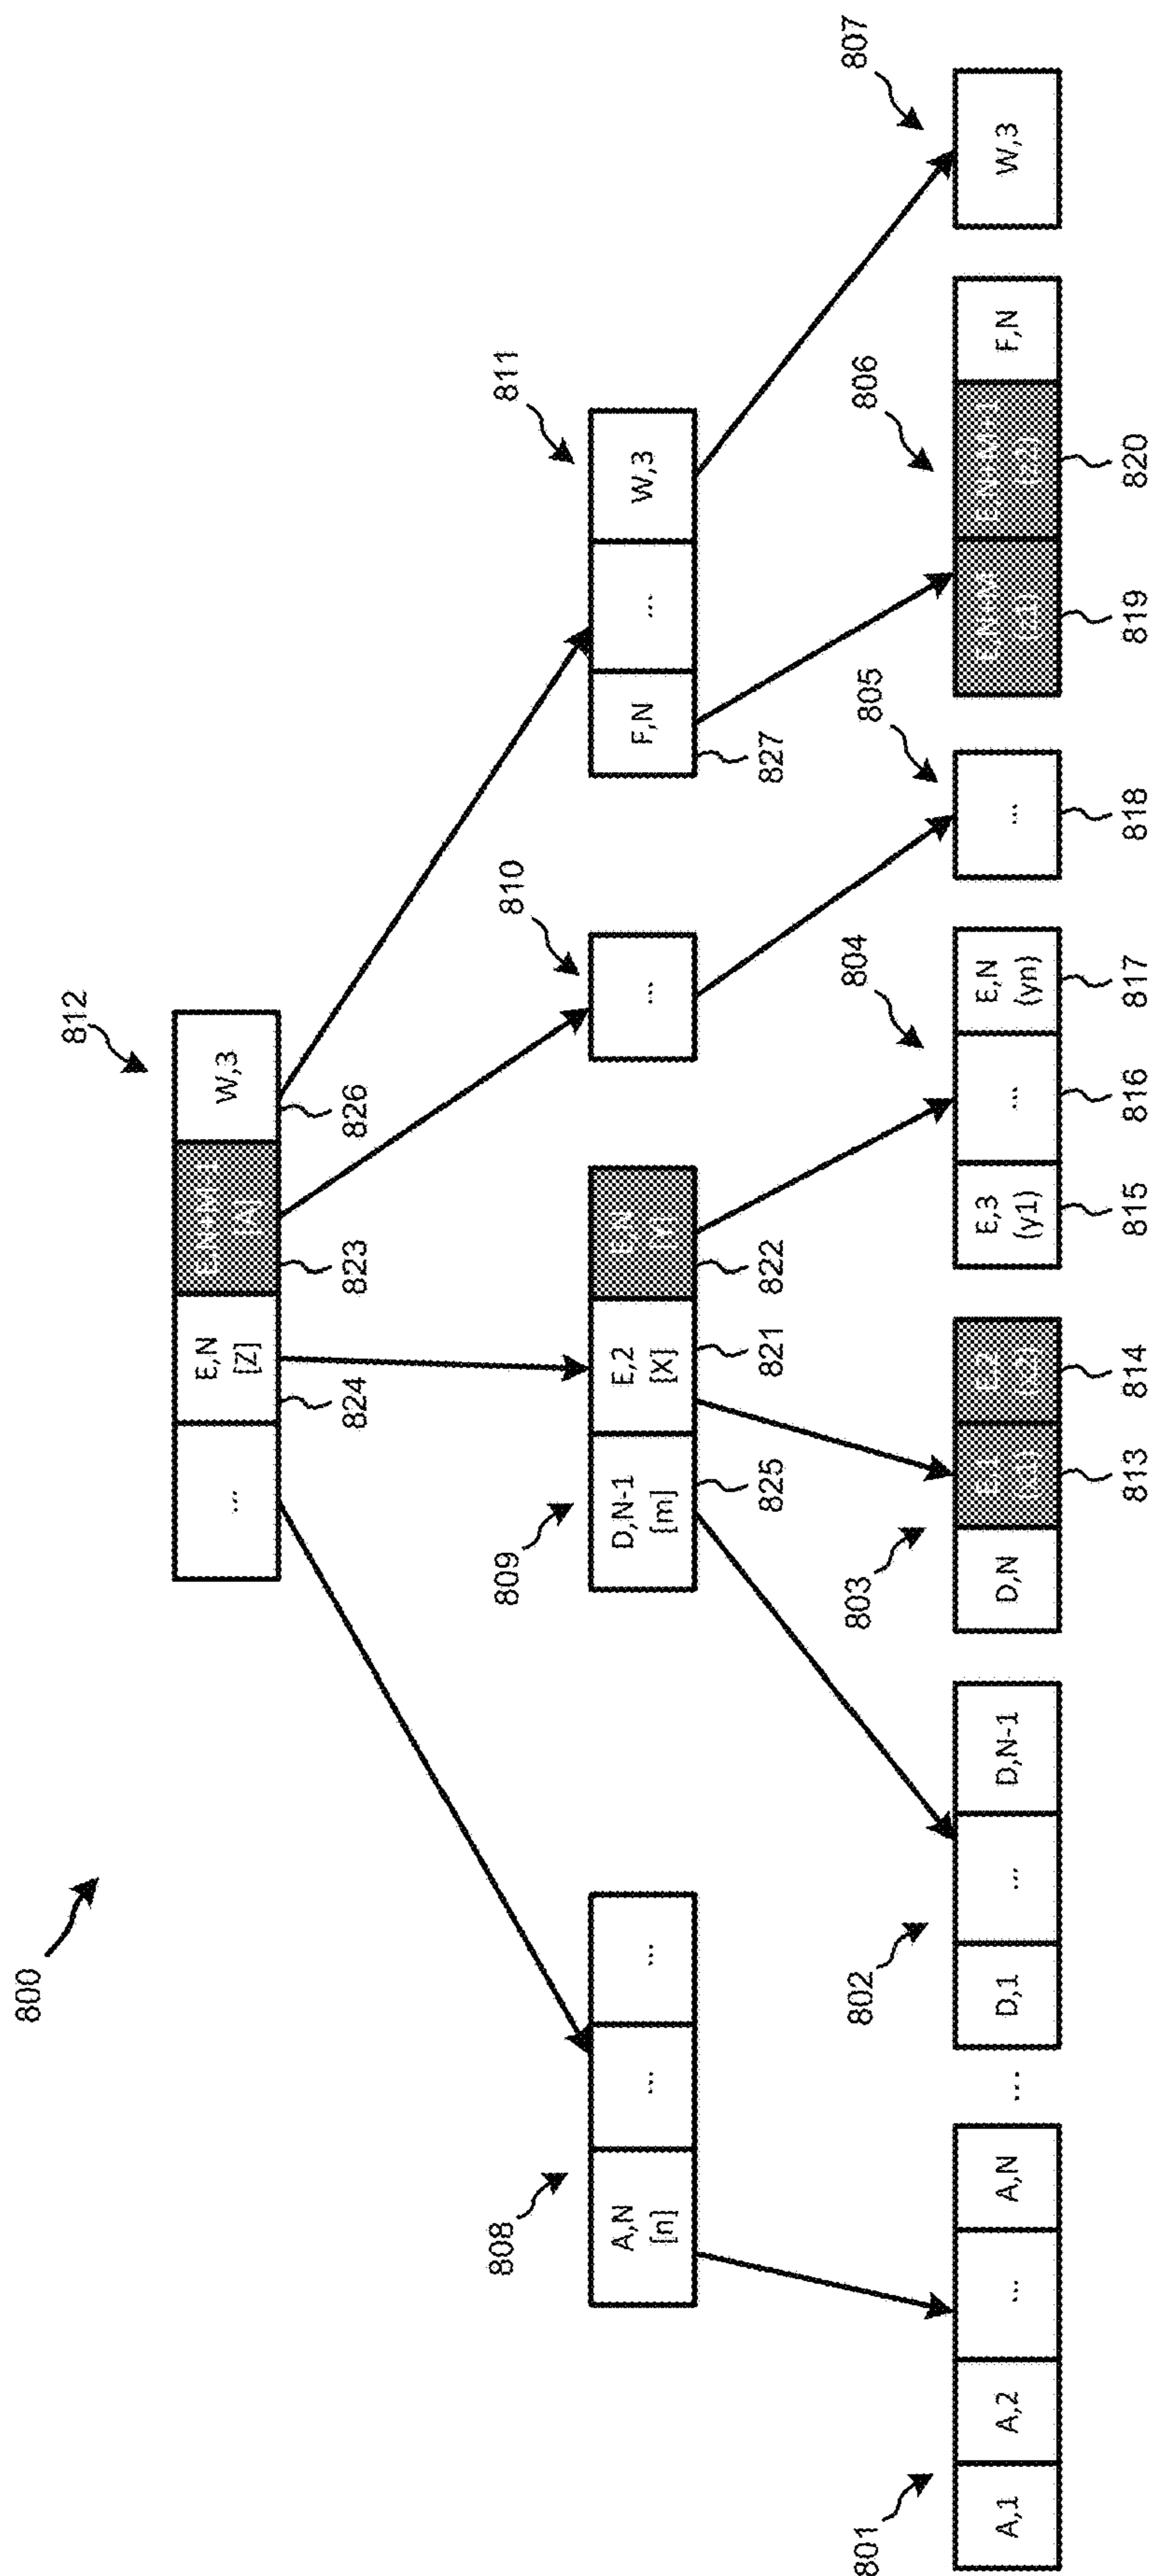 800
812
...
E,N
[Z]
W,3
824
823
826
808
809
810
811
A,N
[n]
...
...
D,N-1
[m]
E,2
[X]
...
F,N
...
W,3
825
821
822
827
801
802
803
804
805
806
807
A,1
A,2
...
A,N
...
D,1
...
D,N-1
D,N
E,3
(y1)
...
E,N
(yn)
...
F,N
W,3
813
814
815
816
817
818
819
820